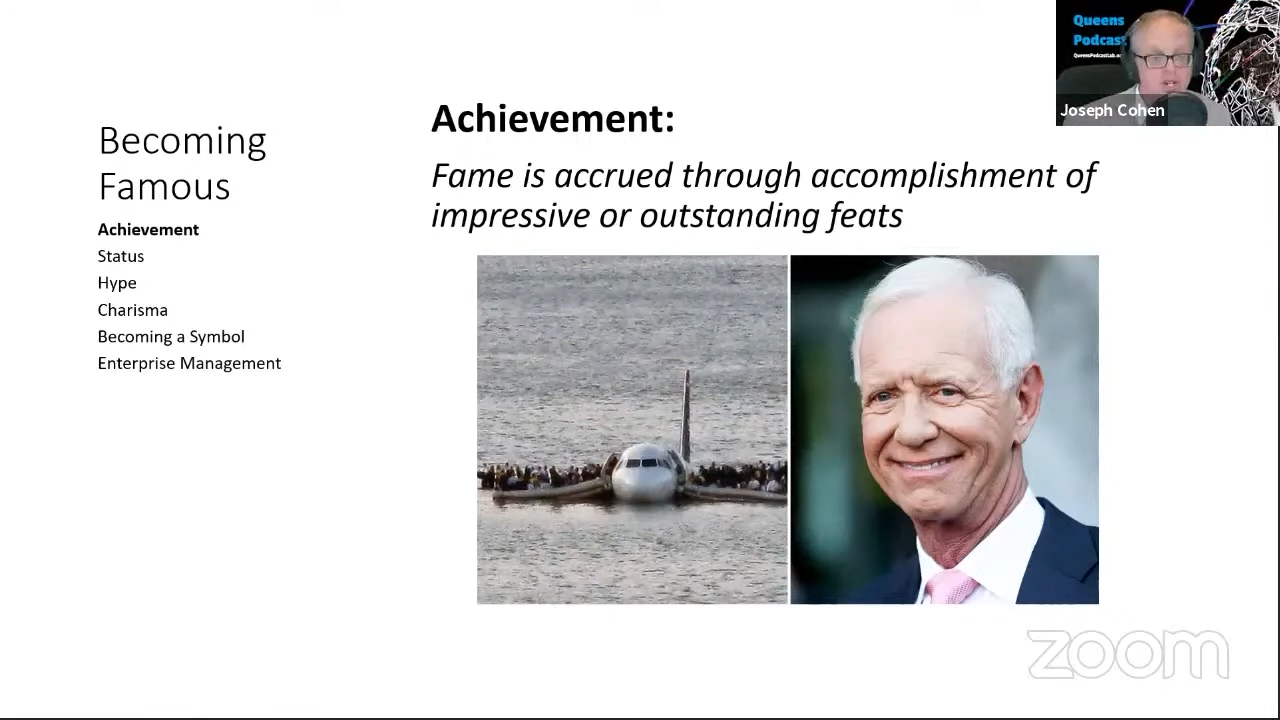 Becoming
Famous
Achievement
Status
Hype
Charisma
Becoming a Symbol
Enterprise Management
Achievement:
Fame is accrued through accomplishment of
impressive or outstanding feats
Queens
Podcas
Joseph Cohen
zoom